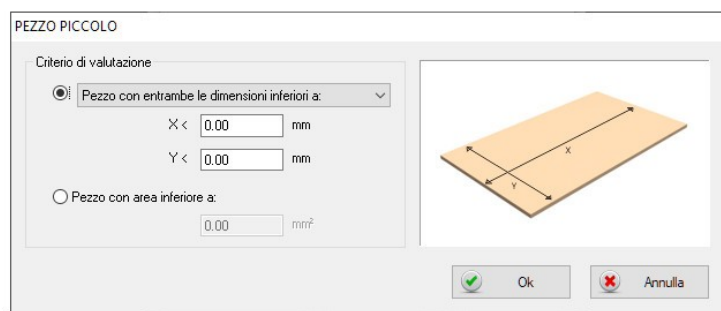 PEZZO PICCOLO
Criterio di valutazione
Pezzo con entrambe le dimensioni inferiori a:
X < 0.00 mm
Y < 0.00 mm
Pezzo con area inferiore a:
0.00 mm²
X
Y
Ok Annulla